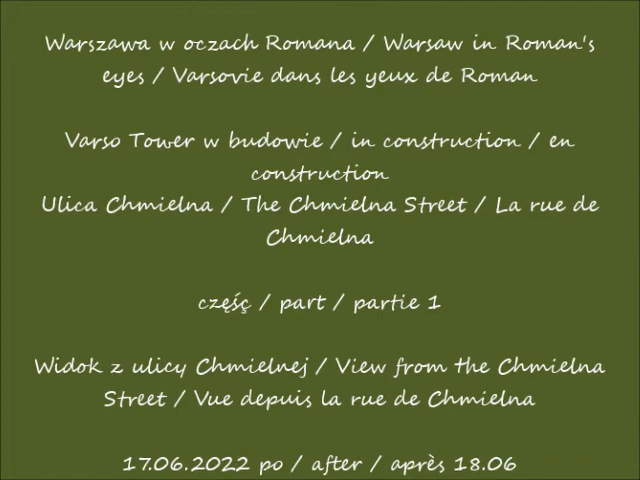 Warszawa w oczach Romana / Warsaw in Roman's
eyes / Varsovie dans les yeux de Roman
Varso Tower w budowie / in construction / en
construction
Ulica Chmielna / The Chmielna Street / La rue de
Chmielna
częśç / part / partie 1
Widok z ulicy Chmielnej / View from the Chmielna
Street / Vue depuis la rue de Chmielna
17.06.2022 po / after / après 18.06